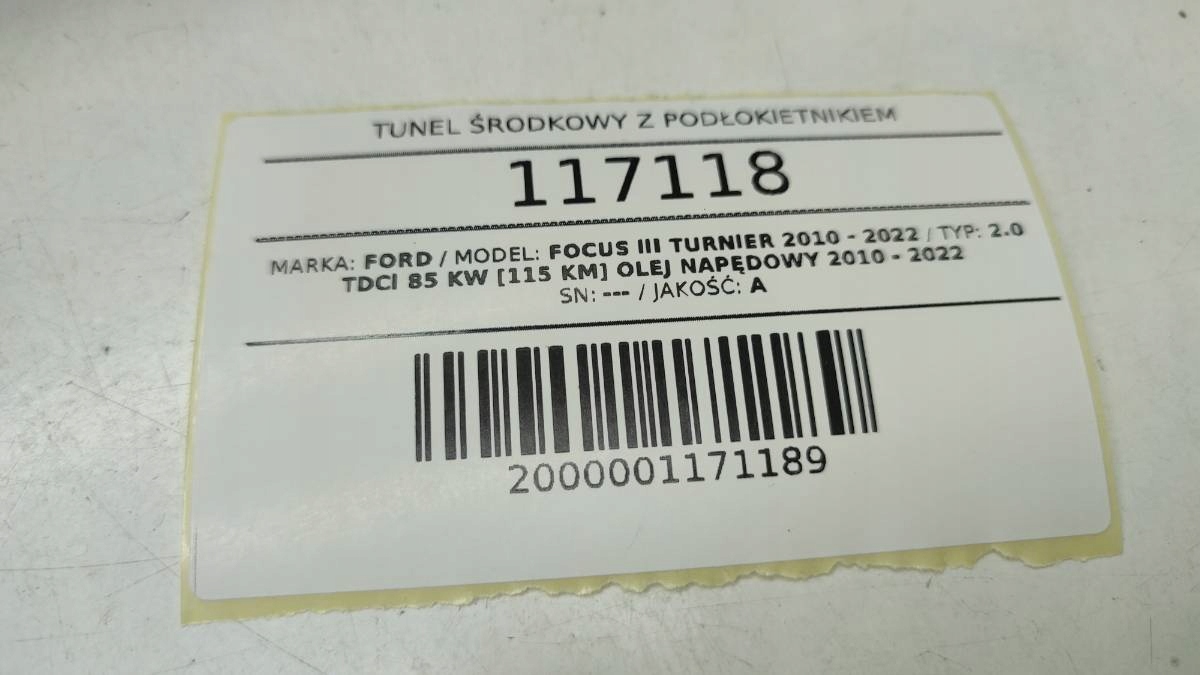 TUNEL ŚRODKOWY Z PODŁOKIETNIKIEM
117118
MARKA: FORD / MODEL: FOCUS III TURNIER 2010 - 2022 / TYP: 2.0
TDCI 85 KW [115 KM] OLEJ NAPĘDOWY 2010 - 2022
SN: --- / JAKOŚĆ: A
2000001171189